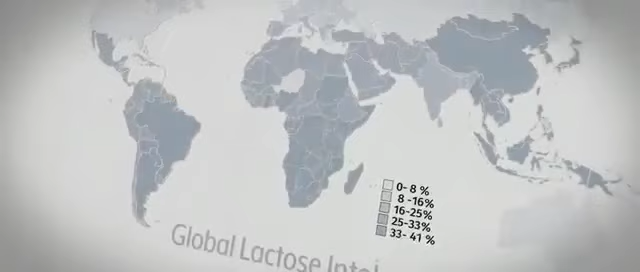 0- 8 %
8 -16%
16-25%
25-33%
33- 41 %
Global Lactose